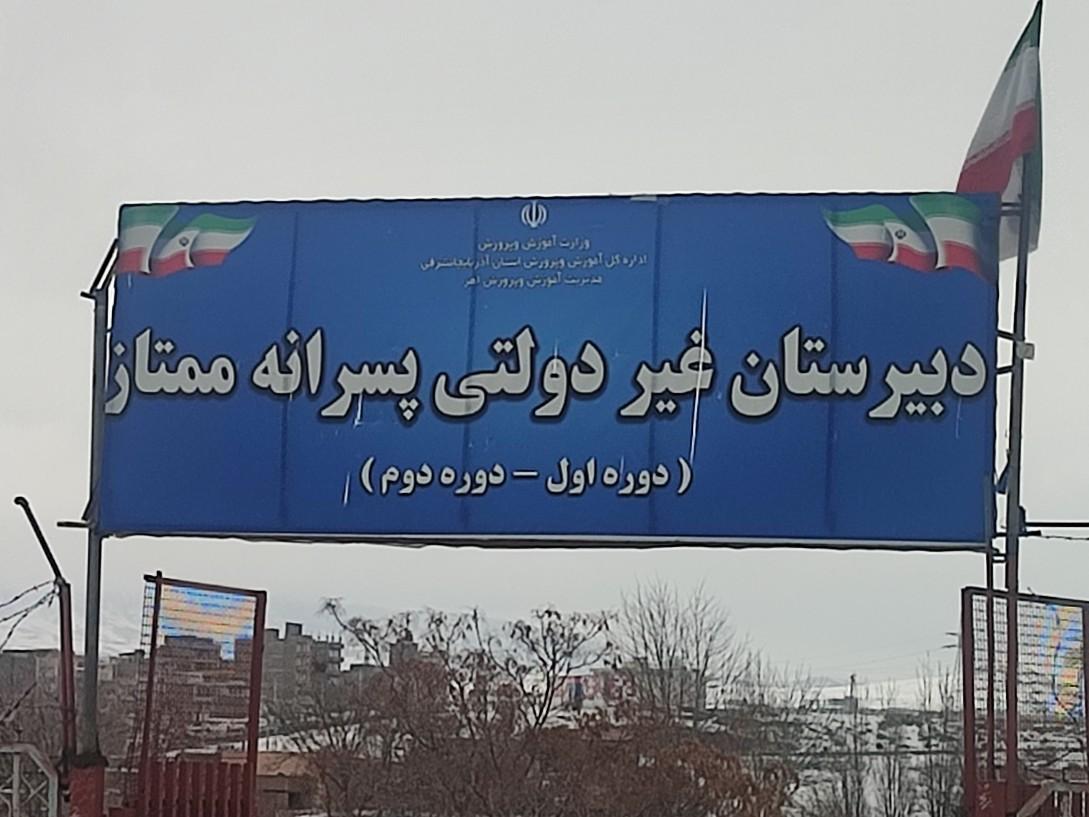 وزارت آموزش وپرورش
اداره کل آموزش وپرورش استان آذربایجانشرقی
مدیریت آموزش وپرورش اهر
دبیرستان غیر دولتی پسرانه ممتاز
( دوره اول – دوره دوم )